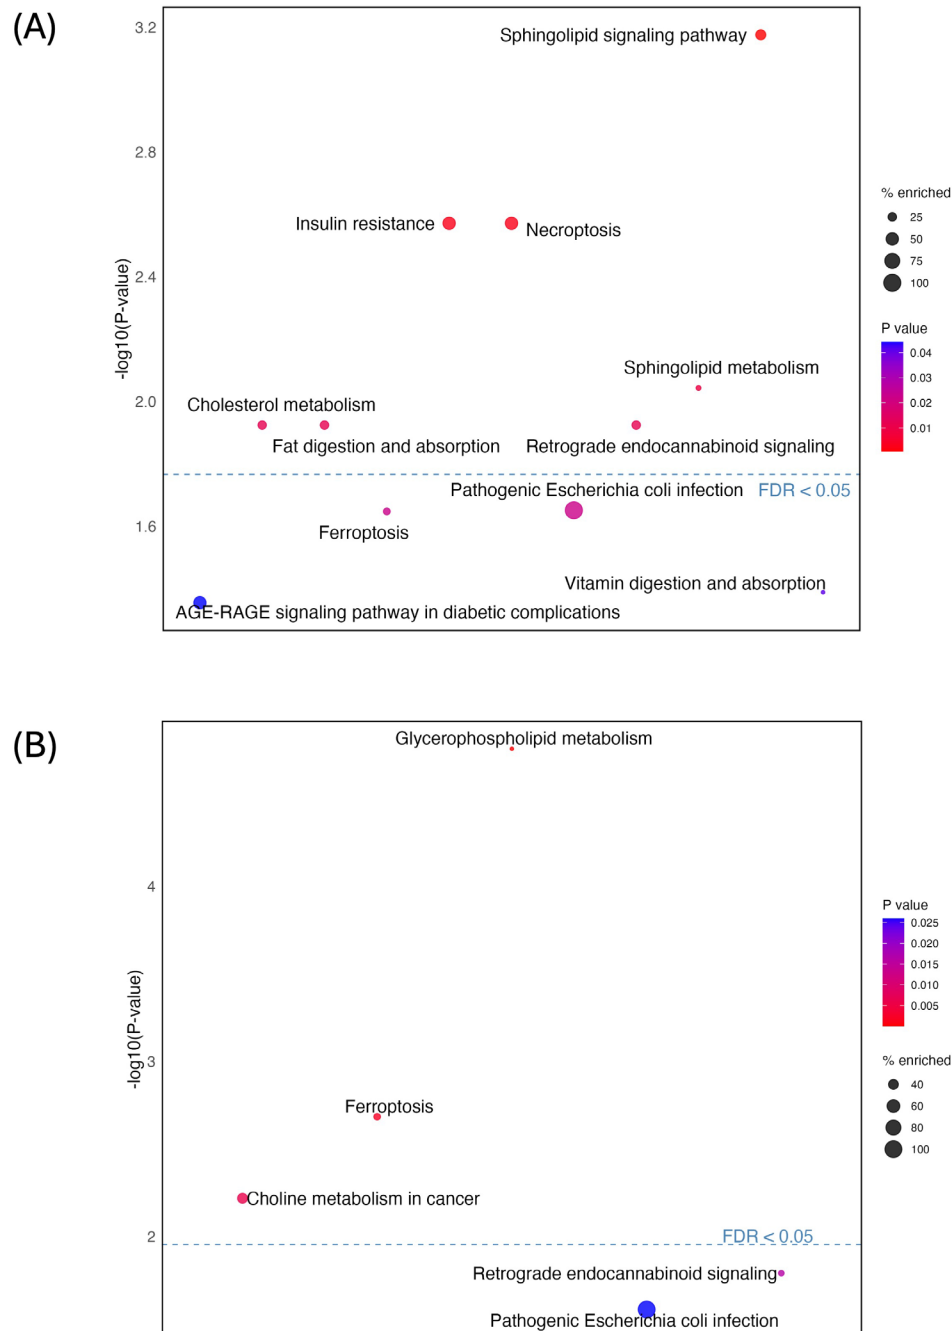 (A)
3.2
Sphingolipid signaling pathway
2.8
% enriched
25
Insulin resistance
Necroptosis
50
75
2.4
100
-log10(P-value)
P value
0.04
Sphingolipid metabolism
0.03
2.0
0.02
Cholesterol metabolism
0.01
Fat digestion and absorption
Retrograde endocannabinoid signaling
Pathogenic Escherichia coli infection
FDR < 0.05
1.6
Ferroptosis
Vitamin digestion and absorption
AGE-RAGE signaling pathway in diabetic complications
(B)
Glycerophospholipid metabolism
4
P value
0.025
0.020
0.015
0.010
0.005
-log10(P-value)
3
% enriched
40
Ferroptosis
60
80
100
Choline metabolism in cancer
2
FDR < 0.05
Retrograde endocannabinoid signaling
Pathogenic Escherichia coli infection